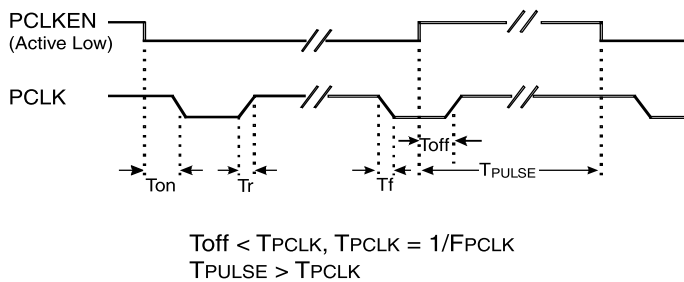 PCLKEN
(Active Low)
PCLK
Toff
Ton
Tr
Tf
TPULSE
Toff < TPCLK, TPCLK = 1/FPCLK
TPULSE > TPCLK